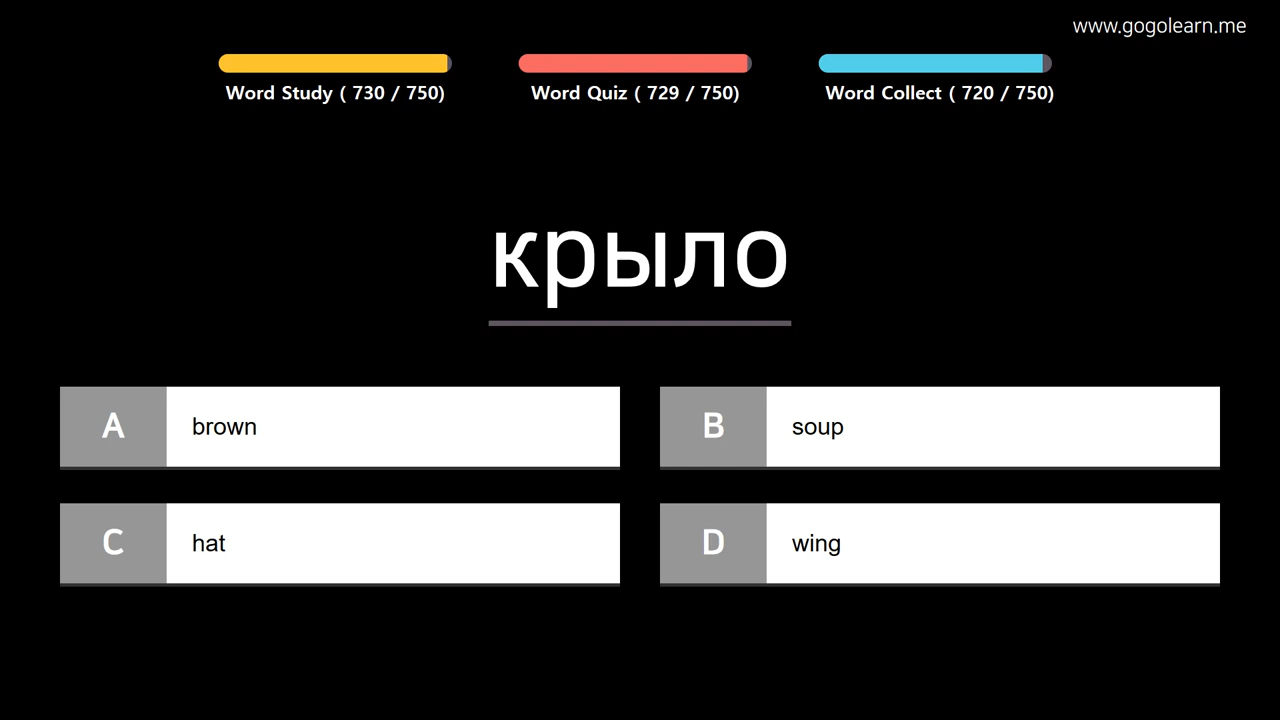 www.gogolearn.me
Word Study ( 730 / 750)
Word Quiz ( 729 / 750)
Word Collect ( 720 / 750)
крыло
A brown
B soup
C hat
D wing